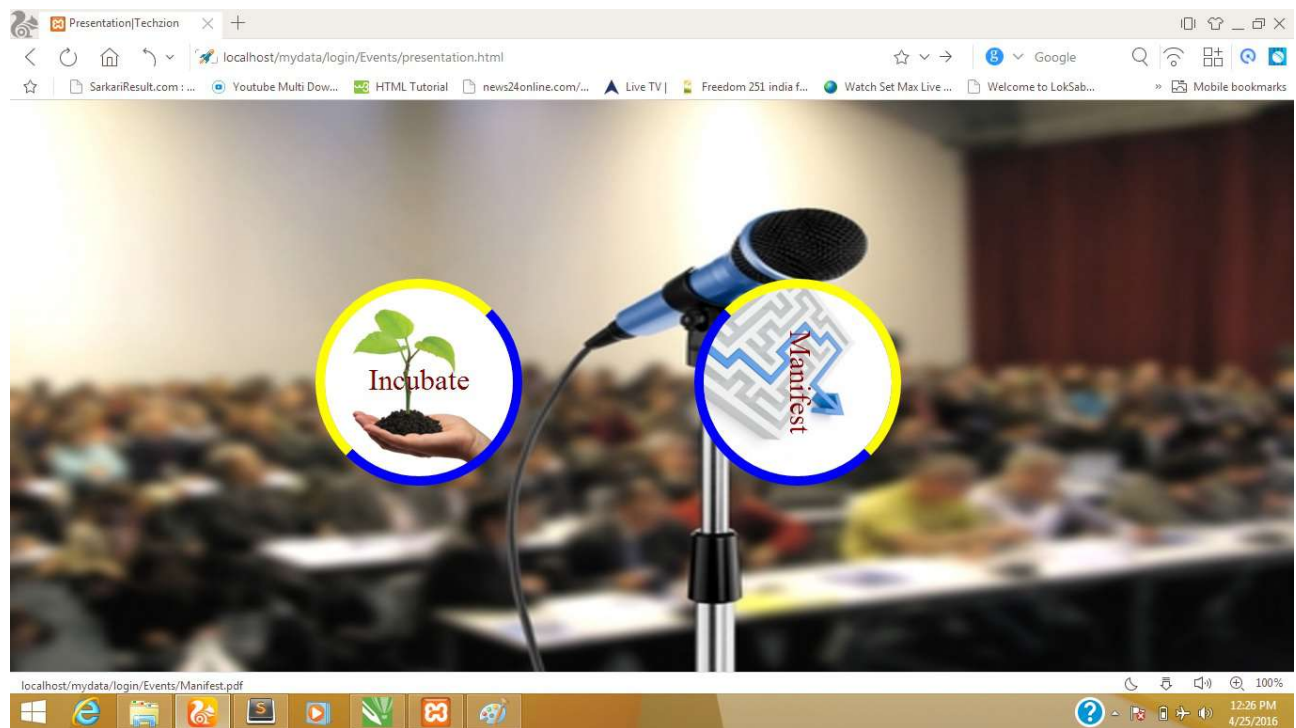 Presentation|Techzion
localhost/mydata/login/Events/presentation.html
Google
SarkariResult.com : ...
Youtube Multi Dow...
HTML Tutorial
news24online.com/...
Live TV |
Freedom 251 india f...
Watch Set Max Live ...
Welcome to LokSab...
»
Mobile bookmarks
Incubate
Manifest
localhost/mydata/login/Events/Manifest.pdf
100%
12:26 PM
4/25/2016